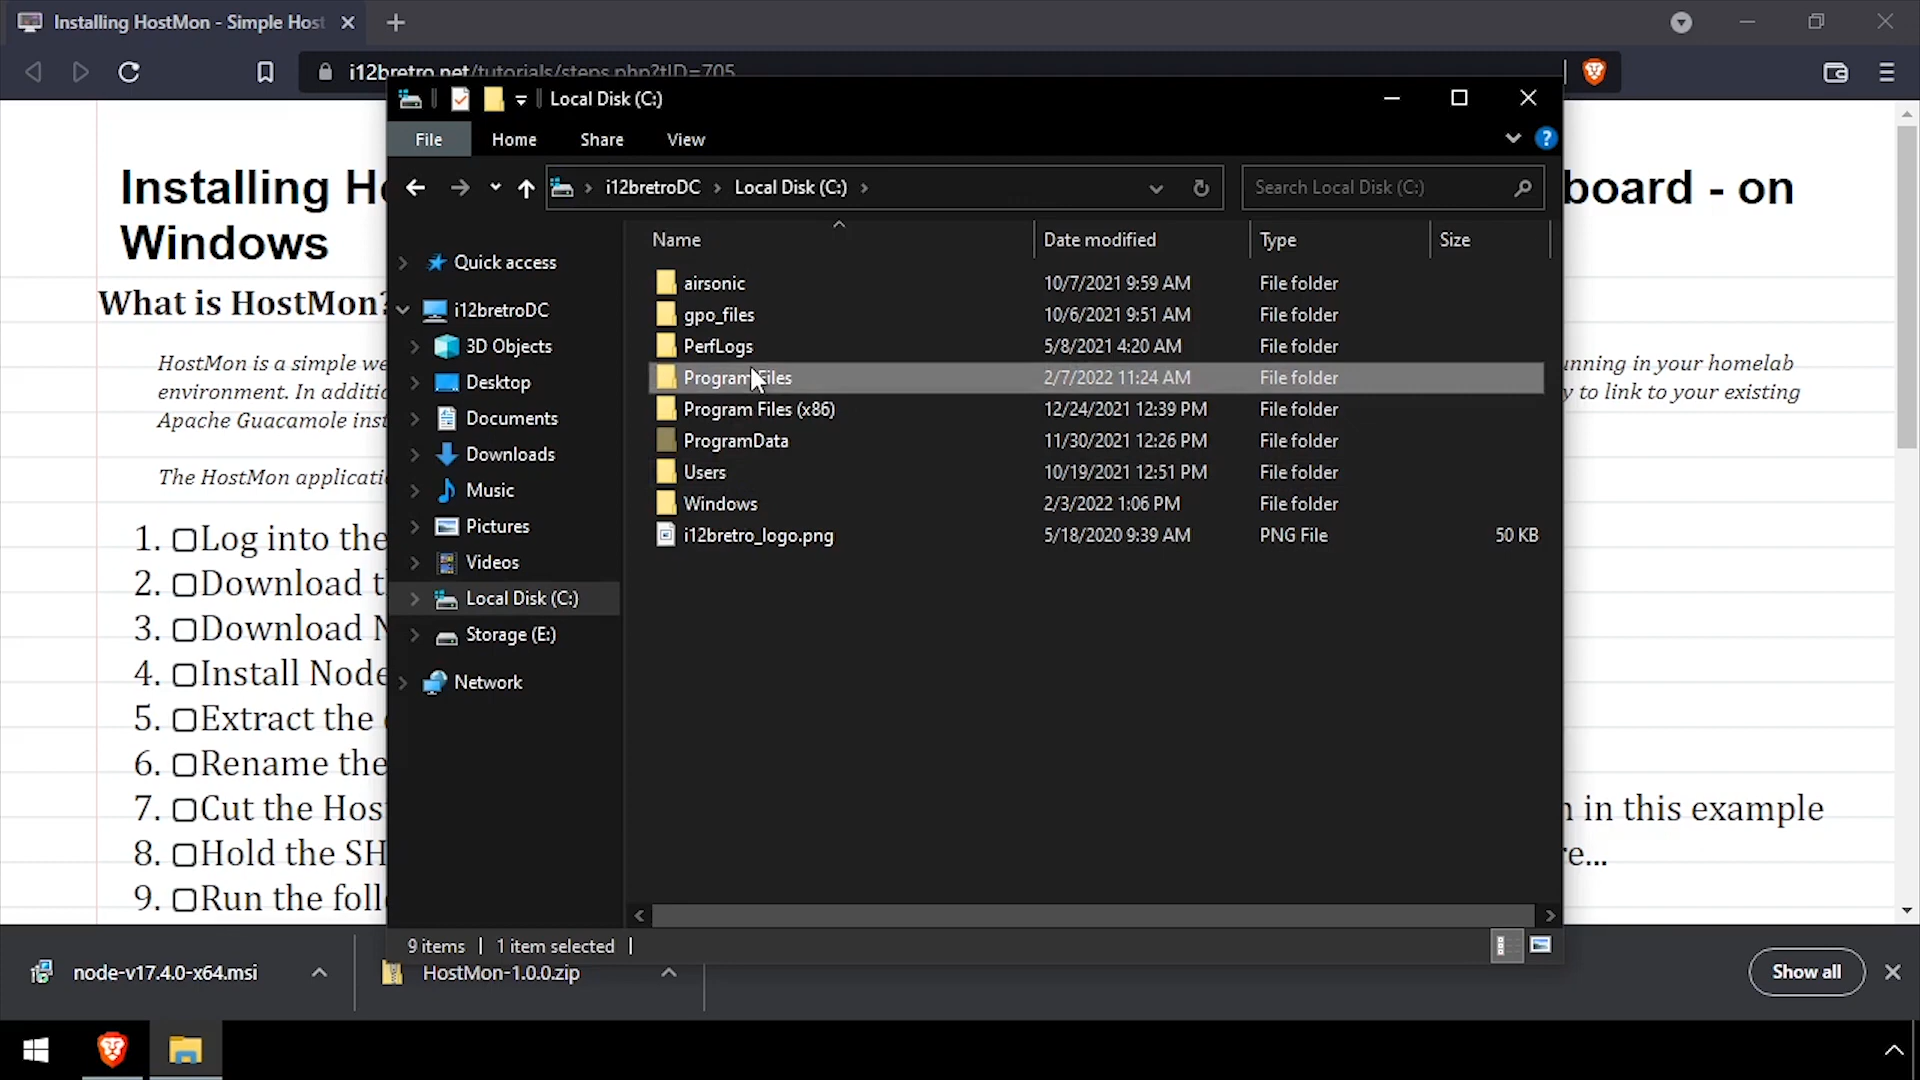 Installing HostMon - Simple Host
i12bretro.net/tutorials/steps.php?tID=705
Local Disk (C:)
File Home Share View
i12bretroDC Local Disk (C:)
Search Local Disk (C:)
Installing H
board - on
Windows
What is HostMon?
HostMon is a simple we
unning in your homelab
environment. In additio
y to link to your existing
Apache Guacamole inst
The HostMon applicati
1. Log into the
2. Download t
3. Download N
4. Install Node
5. Extract the
6. Rename the
7. Cut the Hos
in this example
8. Hold the SH
re...
9. Run the foll
Quick access
i12bretroDC
3D Objects
Desktop
Documents
Downloads
Music
Pictures
Videos
Local Disk (C:)
Storage (E:)
Network
Name Date modified Type Size
airsonic 10/7/2021 9:59 AM File folder
gpo_files 10/6/2021 9:51 AM File folder
PerfLogs 5/8/2021 4:20 AM File folder
Program Files 2/7/2022 11:24 AM File folder
Program Files (x86) 12/24/2021 12:39 PM File folder
ProgramData 11/30/2021 12:26 PM File folder
Users 10/19/2021 12:51 PM File folder
Windows 2/3/2022 1:06 PM File folder
i12bretro_logo.png 5/18/2020 9:39 AM PNG File 50 KB
9 items 1 item selected
node-v17.4.0-x64.msi
HostMon-1.0.0.zip
Show all